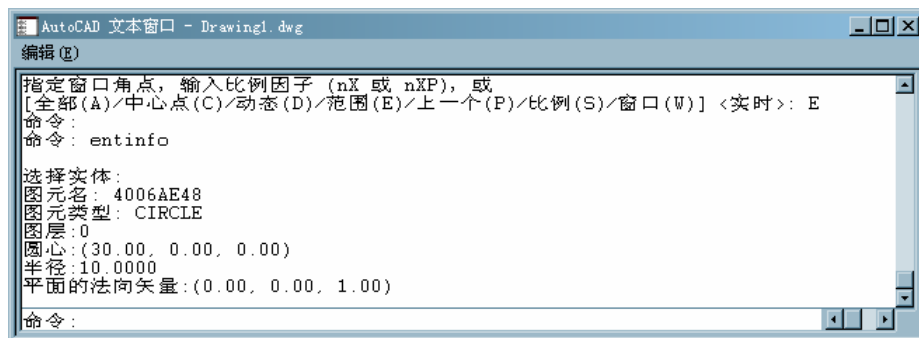 AutoCAD 文本窗口 - Drawing1.dwg
编辑(E)
指定窗口角点, 输入比例因子 (nX 或 nXP), 或
[全部(A)/中心点(C)/动态(D)/范围(E)/上一个(P)/比例(S)/窗口(W)] <实时>: E
命令:
命令: entinfo
选择实体:
图元名: 4006AE48
图元类型: CIRCLE
图层:0
圆心:(30.00, 0.00, 0.00)
半径:10.0000
平面的法向矢量:(0.00, 0.00, 1.00)
命令: